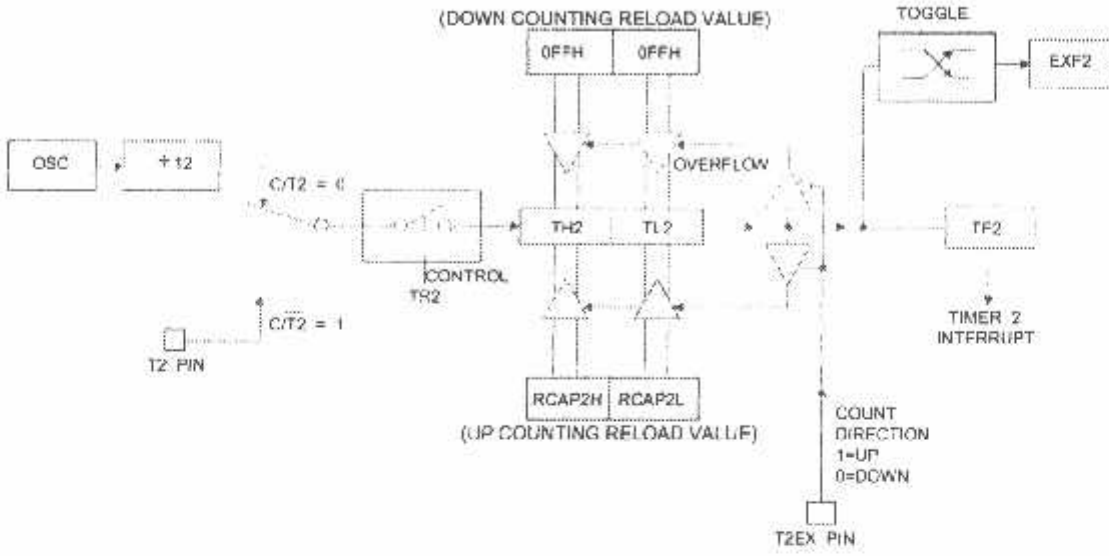 (DOWN COUNTING RELOAD VALUE)
TOGGLE
0FFH 0FFH
EXF2
OSC ÷12
OVERFLOW
C/T2 = 0
TH2 TL2
TF2
CONTROL
TR2
C/T2 = 1
TIMER 2
INTERRUPT
T2 PIN
RCAP2H RCAP2L
(UP COUNTING RELOAD VALUE)
COUNT
DIRECTION
1=UP
0=DOWN
T2EX PIN